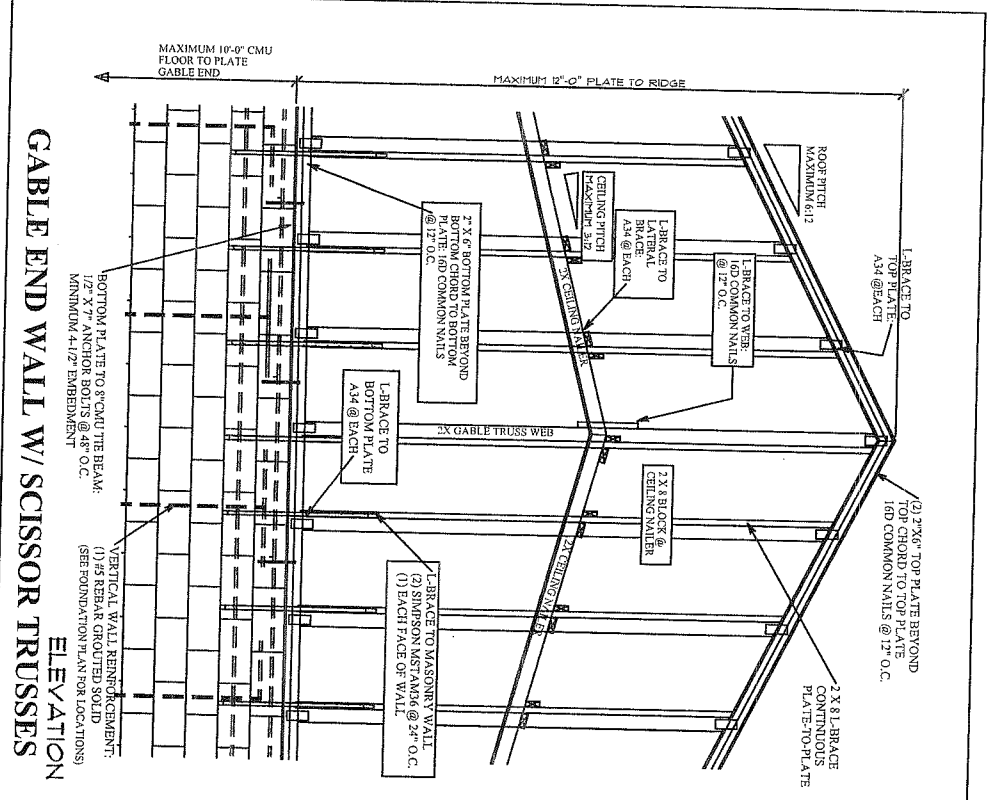 L-BRACE TO
TOP PLATE:
A34 @EACH
ROOF PITCH
MAXIMUM 6:12
(2) 2"X6" TOP PLATE BEYOND
TOP CHORD TO TOP PLATE
16D COMMON NAILS @ 12" O.C.
2 X 8 L-BRACE
CONTINUOUS
PLATE-TO-PLATE
MAXIMUM 12'-0" PLATE TO RIDGE
L-BRACE TO WEB:
16D COMMON NAILS
@ 12" O.C.
L-BRACE TO
LATERAL
BRACE:
A34 @ EACH
CEILING PITCH
MAXIMUM 3:12
2X CEILING NAILER
2X CEILING NAILER
2 X 8 BLOCK @
CEILING NAILER
2X GABLE TRUSS WEB
2" X 6" BOTTOM PLATE BEYOND
BOTTOM CHORD TO BOTTOM
PLATE: 16D COMMON NAILS
@ 12" O.C.
L-BRACE TO
BOTTOM PLATE
A34 @ EACH
L-BRACE TO MASONRY WALL
(2) SIMPSON MSTAM36 @ 24" O.C.
(1) EACH FACE OF WALL
MAXIMUM 10'-0" CMU
FLOOR TO PLATE
GABLE END
BOTTOM PLATE TO 8"CMU TIE BEAM:
1/2" X 7" ANCHOR BOLTS @ 48" O.C.
MINIMUM 4-1/2" EMBEDMENT
VERTICAL WALL REINFORCEMENT:
(1) #5 REBAR GROUTED SOLID
(SEE FOUNDATION PLAN FOR LOCATIONS)
ELEVATION
GABLE END WALL W/ SCISSOR TRUSSES